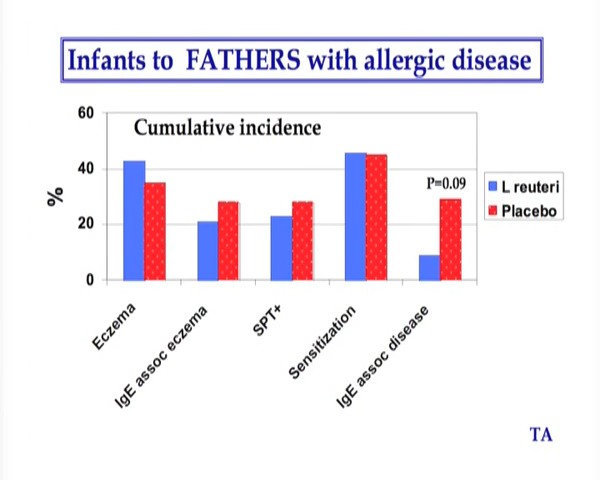 Infants to FATHERS with allergic disease
Cumulative incidence
60
40
20
0
%
P=0.09
L reuteri
Placebo
Eczema
IgE assoc eczema
SPT+
Sensitization
IgE assoc disease
TA